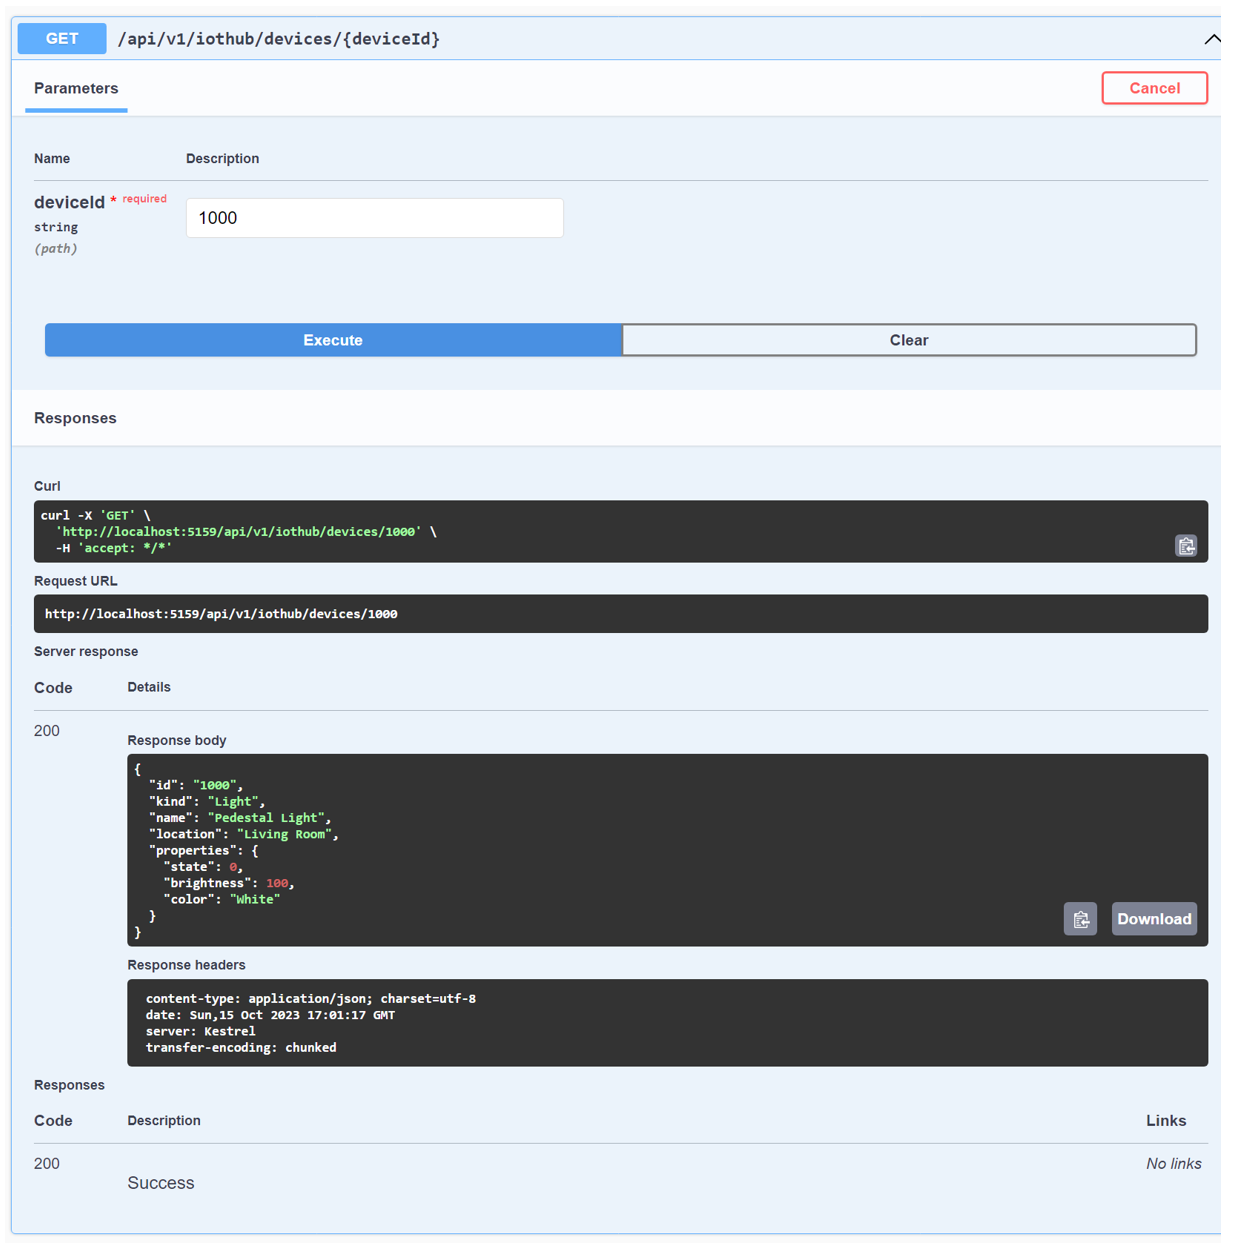 GET /api/v1/iothub/devices/{deviceId}
Parameters
Cancel
Name Description
deviceId * required
string
(path)
1000
Execute Clear
Responses
Curl
curl -X 'GET' \
'http://localhost:5159/api/v1/iothub/devices/1000' \
-H 'accept: */*'
Request URL
http://localhost:5159/api/v1/iothub/devices/1000
Server response
Code Details
200
Response body
{
"id": "1000",
"kind": "Light",
"name": "Pedestal Light",
"location": "Living Room",
"properties": {
"state": 0,
"brightness": 100,
"color": "White"
}
}
Download
Response headers
content-type: application/json; charset=utf-8
date: Sun,15 Oct 2023 17:01:17 GMT
server: Kestrel
transfer-encoding: chunked
Responses
Code Description Links
200 No links
Success